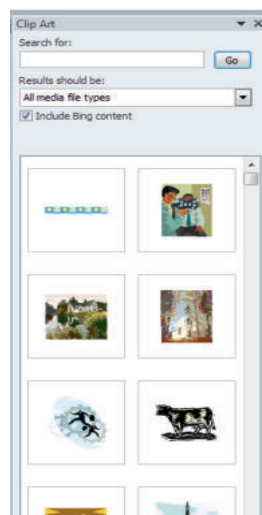 Clip Art
Search for:
Go
Results should be:
All media file types
Include Bing content